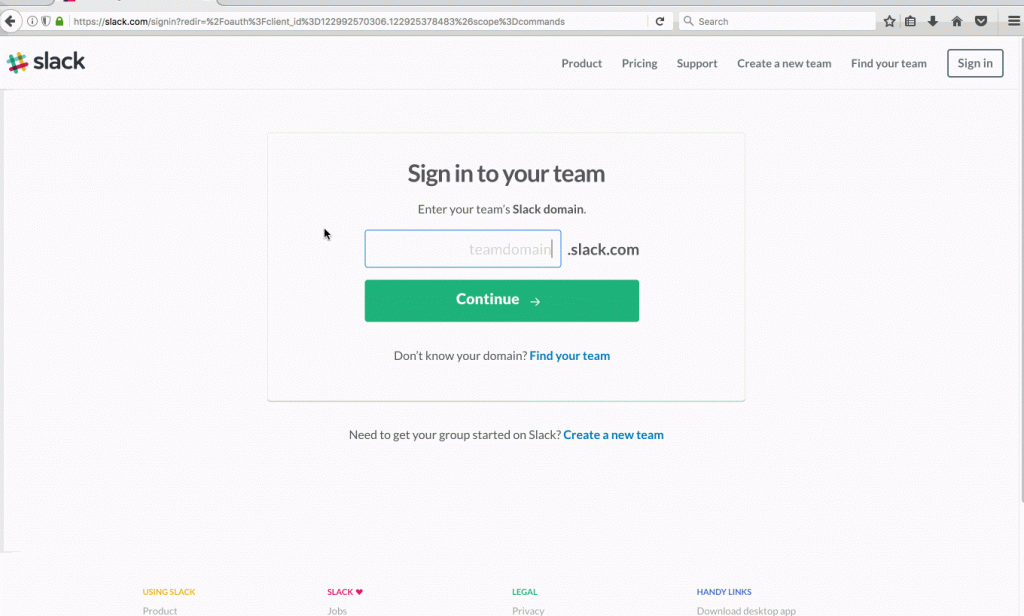 https://slack.com/signin?redir=%2Foauth%3Fclient_id%3D122992570306.122925378483%26scope%3Dcommands
Search
slack
Product
Pricing
Support
Create a new team
Find your team
Sign in
Sign in to your team
Enter your team's Slack domain.
teamdomain
.slack.com
Continue →
Don't know your domain? Find your team
Need to get your group started on Slack? Create a new team
USING SLACK
SLACK ♥
LEGAL
HANDY LINKS
Product
Jobs
Privacy
Download desktop app